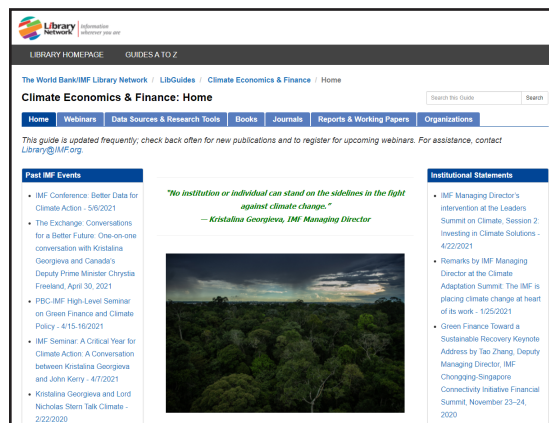 Library Network
Information wherever you are
LIBRARY HOMEPAGE GUIDES A TO Z
The World Bank/IMF Library Network / LibGuides / Climate Economics & Finance / Home
Climate Economics & Finance: Home
Search this Guide Search
Home Webinars Data Sources & Research Tools Books Journals Reports & Working Papers Organizations
This guide is updated frequently; check back often for new publications and to register for upcoming webinars. For assistance, contact
Library@IMF.org.
Past IMF Events
• IMF Conference: Better Data for
Climate Action - 5/6/2021
• The Exchange: Conversations
for a Better Future: One-on-one
conversation with Kristalina
Georgieva and Canada's
Deputy Prime Minister Chrystia
Freeland, April 30, 2021
• PBC-IMF High-Level Seminar
on Green Finance and Climate
Policy - 4/15-16/2021
• IMF Seminar: A Critical Year for
Climate Action: A Conversation
between Kristalina Georgieva
and John Kerry - 4/7/2021
• Kristalina Georgieva and Lord
Nicholas Stern Talk Climate -
2/22/2020
"No institution or individual can stand on the sidelines in the fight
against climate change."
— Kristalina Georgieva, IMF Managing Director
Institutional Statements
• IMF Managing Director's
intervention at the Leaders
Summit on Climate, Session 2:
Investing in Climate Solutions -
4/22/2021
• Remarks by IMF Managing
Director at the Climate
Adaptation Summit: The IMF is
placing climate change at heart
of its work - 1/25/2021
• Green Finance Toward a
Sustainable Recovery Keynote
Address by Tao Zhang, Deputy
Managing Director, IMF
Chongqing-Singapore
Connectivity Initiative Financial
Summit, November 23–24,
2020